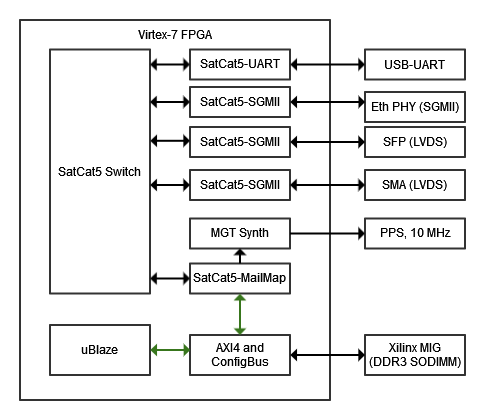 Virtex-7 FPGA
SatCat5 Switch
SatCat5-UART
USB-UART
SatCat5-SGMII
Eth PHY (SGMII)
SatCat5-SGMII
SFP (LVDS)
SatCat5-SGMII
SMA (LVDS)
MGT Synth
PPS, 10 MHz
SatCat5-MailMap
uBlaze
AXI4 and
ConfigBus
Xilinx MIG
(DDR3 SODIMM)